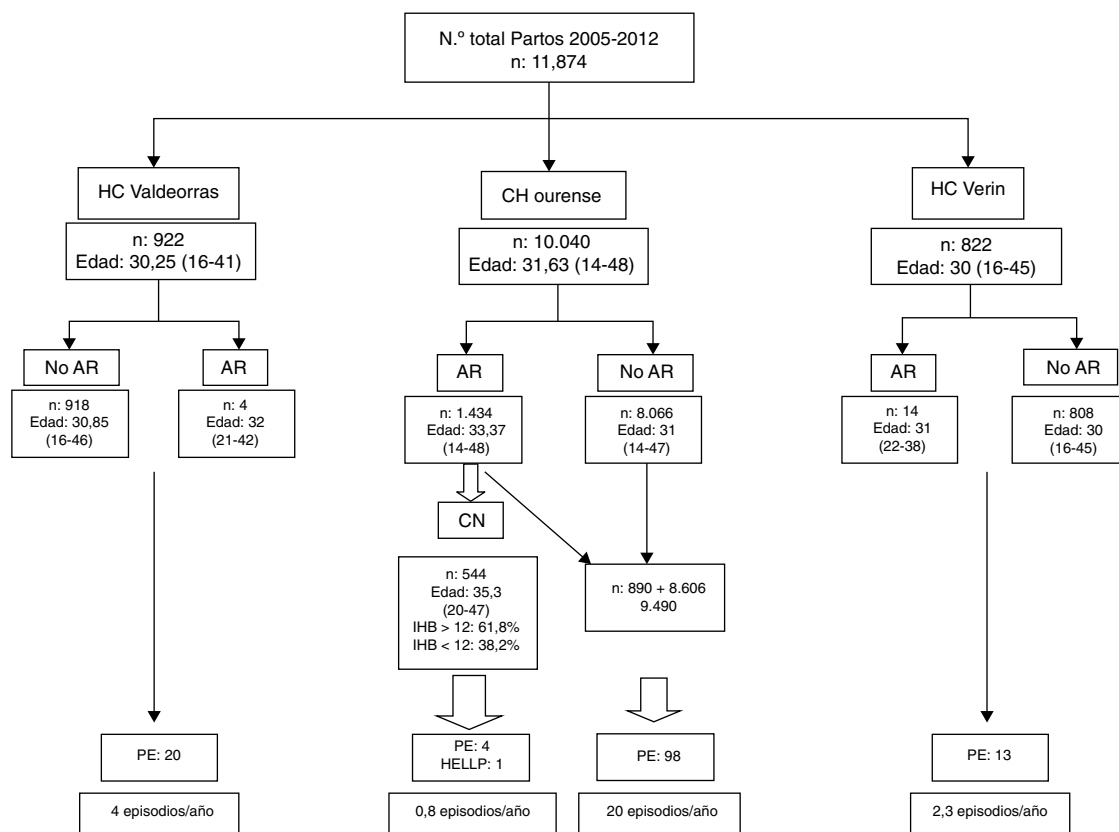 N.º total Partos 2005-2012
n: 11,874
HC Valdeorras
n: 922
Edad: 30,25 (16-41)
No AR
n: 918
Edad: 30,85
(16-46)
AR
n: 4
Edad: 32
(21-42)
PE: 20
4 episodios/año
CH ourense
n: 10.040
Edad: 31,63 (14-48)
AR
n: 1.434
Edad: 33,37
(14-48)
CN
n: 544
Edad: 35,3
(20-47)
IHB > 12: 61,8%
IHB < 12: 38,2%
PE: 4
HELLP: 1
0,8 episodios/año
No AR
n: 8.066
Edad: 31
(14-47)
n: 890 + 8.606
9.490
PE: 98
20 episodios/año
HC Verin
n: 822
Edad: 30 (16-45)
AR
n: 14
Edad: 31
(22-38)
No AR
n: 808
Edad: 30
(16-45)
PE: 13
2,3 episodios/año